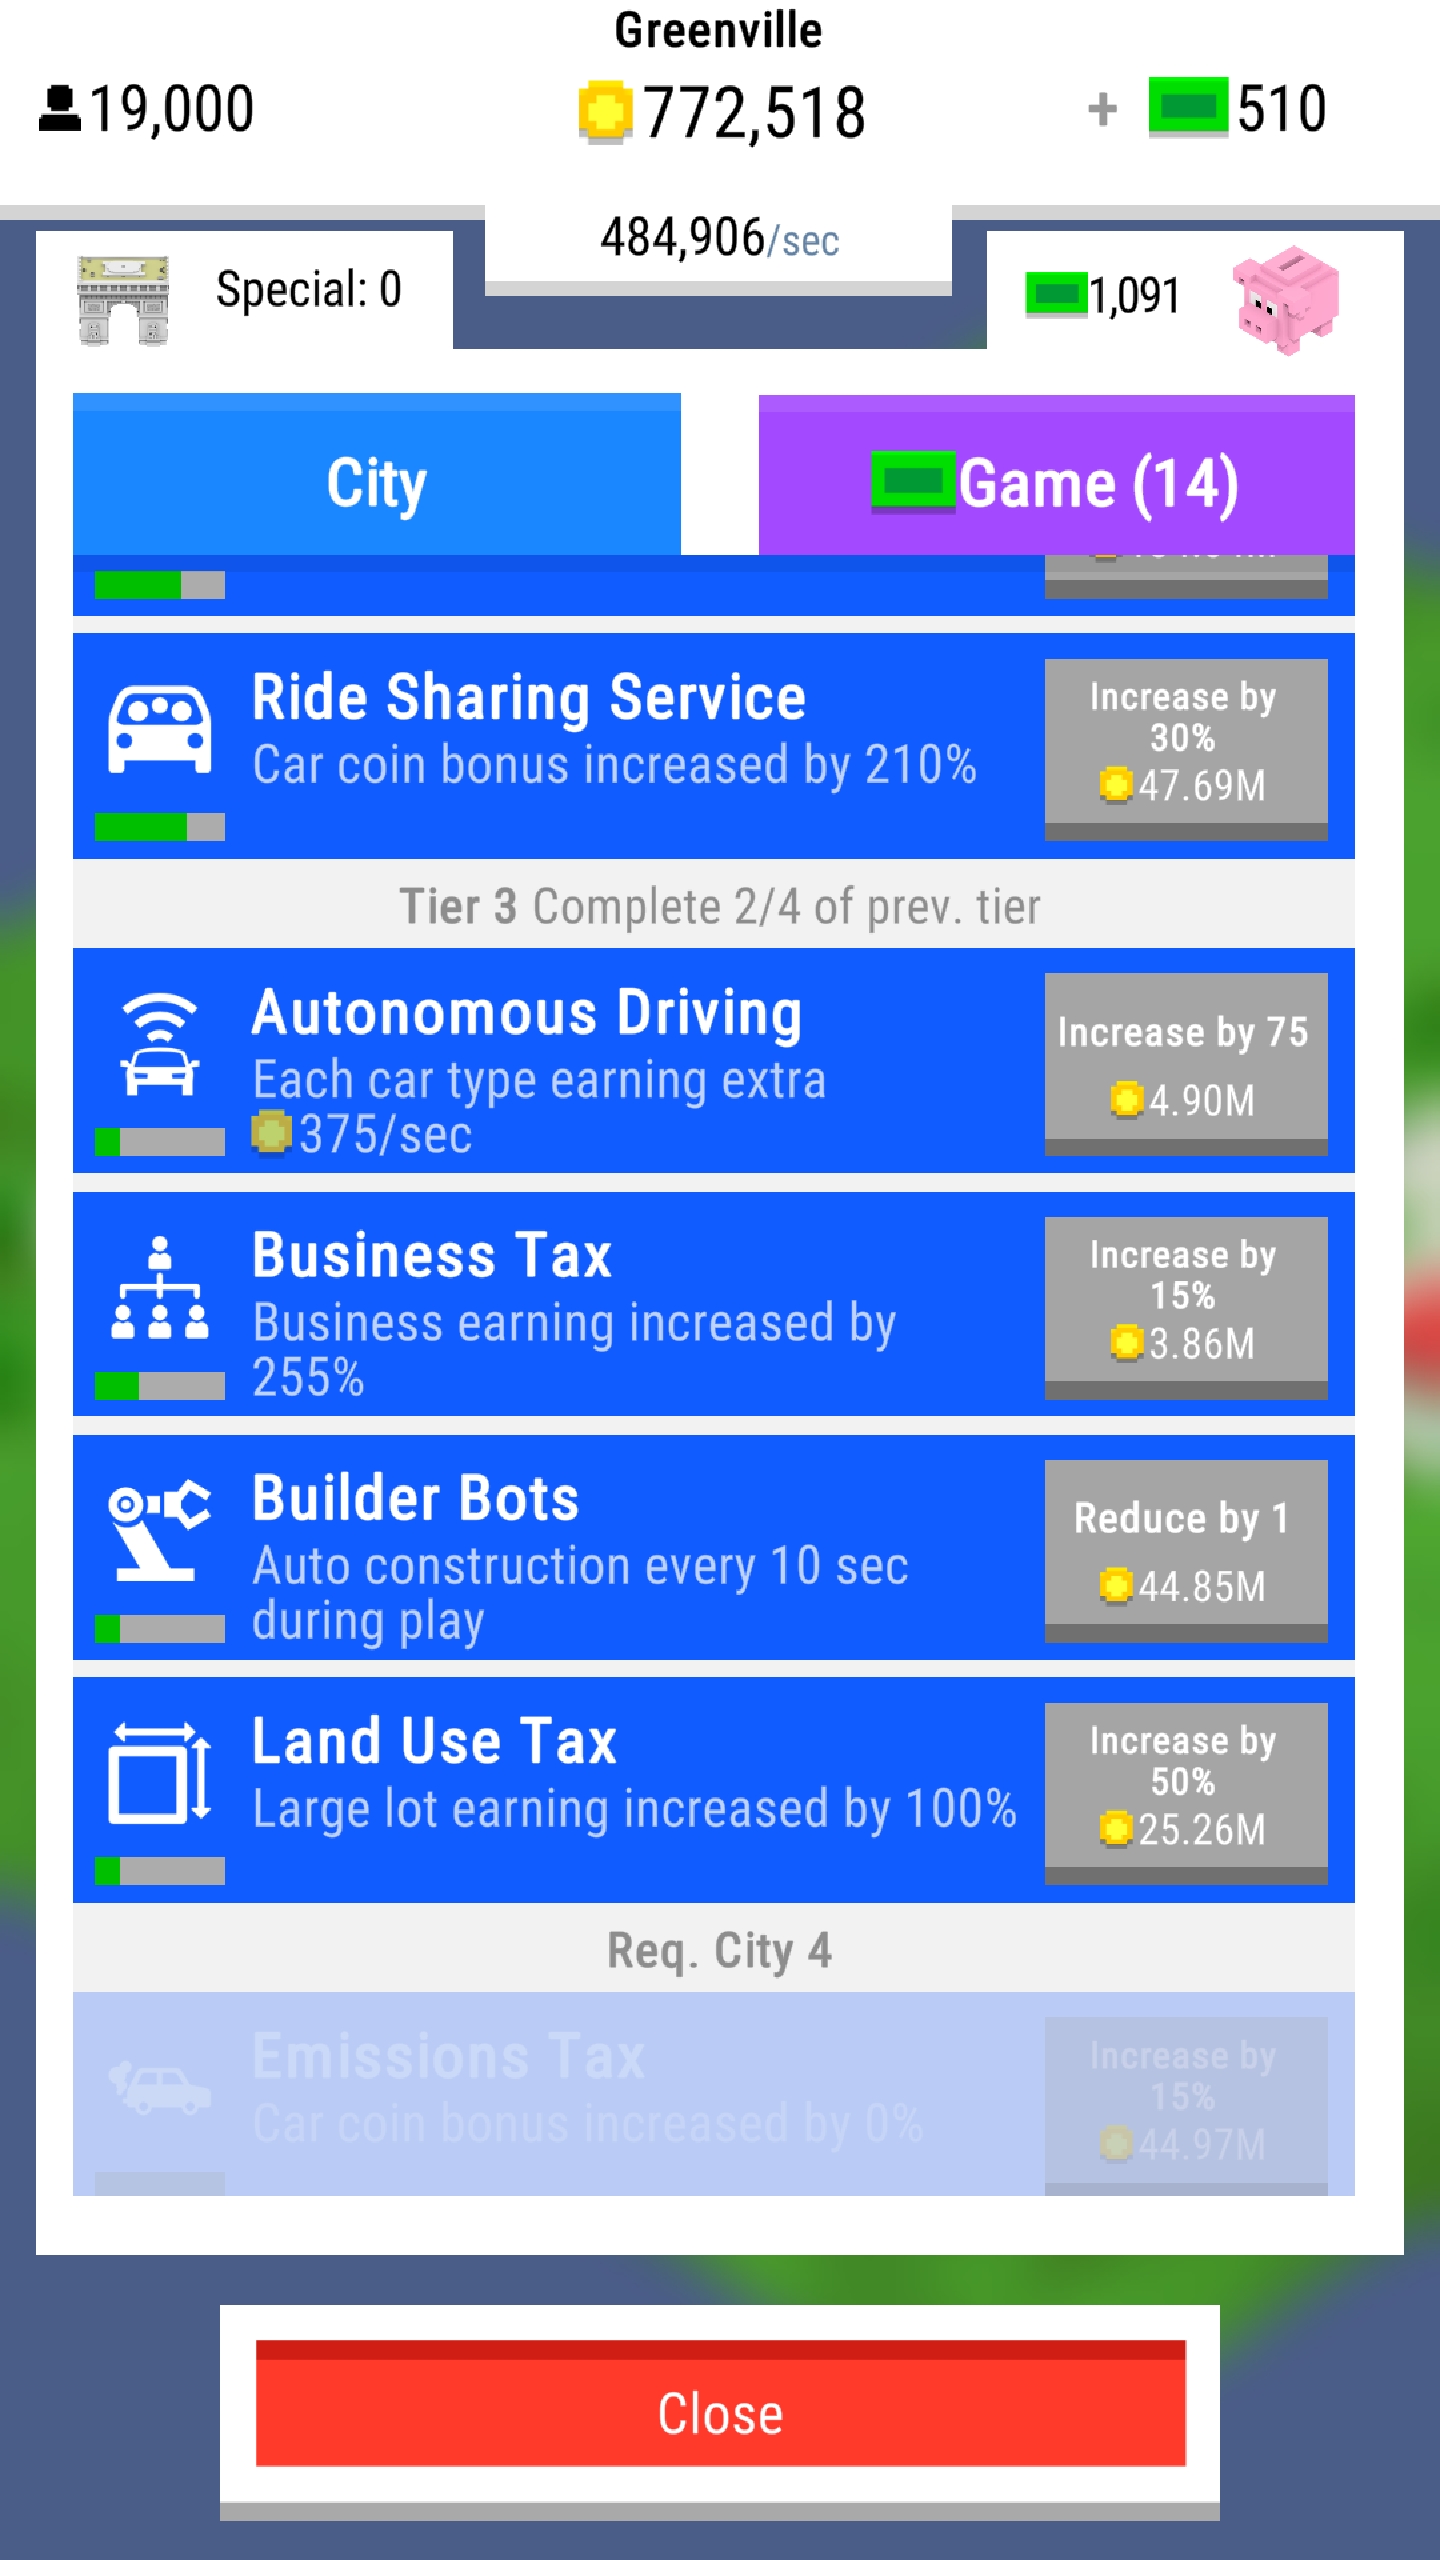 Greenville
19,000
772,518
+ 510
484,906/sec
Special: 0
1,091
City
Game (14)
Ride Sharing Service
Car coin bonus increased by 210%
Increase by
30%
47.69M
Tier 3 Complete 2/4 of prev. tier
Autonomous Driving
Each car type earning extra
375/sec
Increase by 75
4.90M
Business Tax
Business earning increased by
255%
Increase by
15%
3.86M
Builder Bots
Auto construction every 10 sec
during play
Reduce by 1
44.85M
Land Use Tax
Large lot earning increased by 100%
Increase by
50%
25.26M
Req. City 4
Emissions Tax
Car coin bonus increased by 0%
Increase by
15%
44.97M
Close